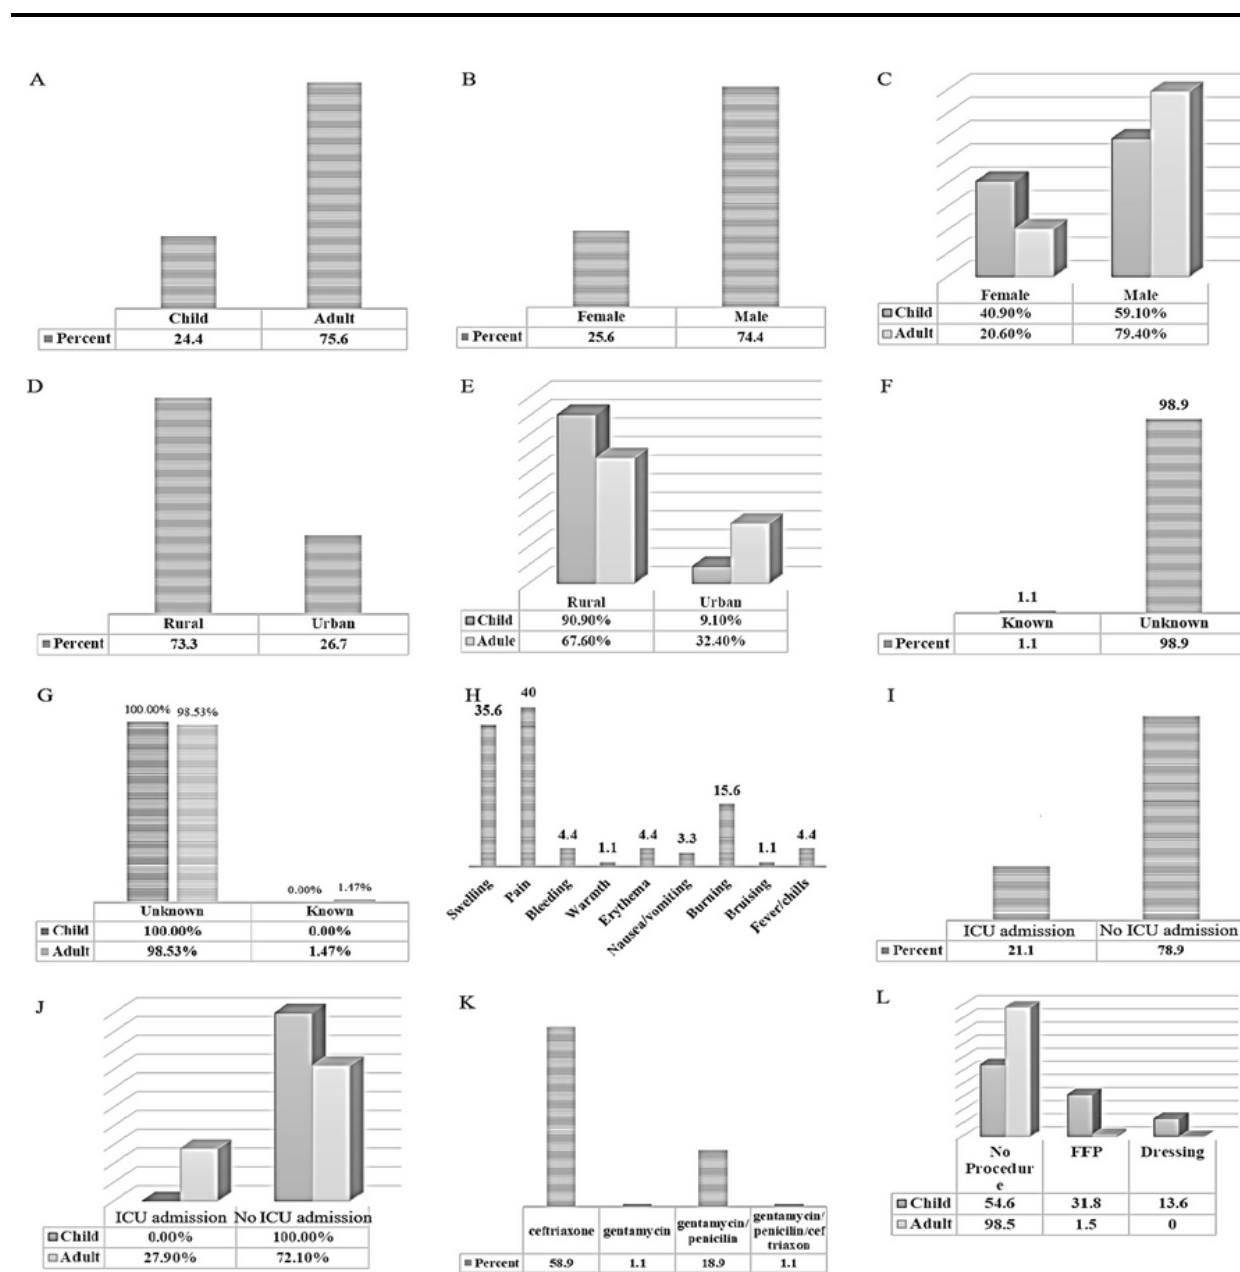 A
Child Adult
Percent 24.4 75.6
B
Female Male
Percent 25.6 74.4
C
Female Male
Child 40.90% 59.10%
Adult 20.60% 79.40%
D
Rural Urban
Percent 73.3 26.7
E
Rural Urban
Child 90.90% 9.10%
Adule 67.60% 32.40%
F
98.9
1.1
Known Unknown
Percent 1.1 98.9
G
100.00% 98.53%
0.00% 1.47%
Unknown Known
Child 100.00% 0.00%
Adult 98.53% 1.47%
H
35.6 40 4.4 1.1 4.4 3.3 15.6 1.1 4.4
Swelling Pain Bleeding Warmth Erythema Nausea/vomiting Burning Bruising Fever/chills
I
ICU admission No ICU admission
Percent 21.1 78.9
J
ICU admission No ICU admission
Child 0.00% 100.00%
Adult 27.90% 72.10%
K
ceftriaxone gentamycin gentamycin/ gentamycin/
penicilin penicilin/cef
triaxon
Percent 58.9 1.1 18.9 1.1
L
No FFP Dressing
Procedur
e
Child 54.6 31.8 13.6
Adult 98.5 1.5 0